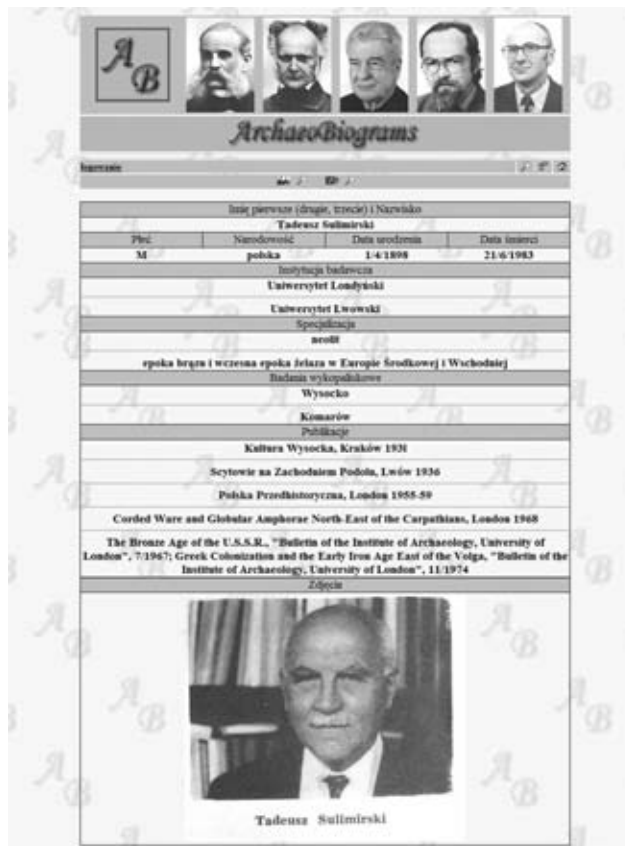 A B
ArchaeoBiograms
Imię pierwsze (drugie, trzecie) i Nazwisko
Tadeusz Sulimirski
Płeć Narodowość Data urodzenia Data śmierci
M polska 1/4/1898 21/6/1983
Instytucja badawcza
Uniwersytet Londyński
Uniwersytet Lwowski
Specjalizacja
neolit
epoka brązu i wczesna epoka żelaza w Europie Środkowej i Wschodniej
Badania wykopaliskowe
Wysocko
Komarów
Publikacje
Kultura Wysocka, Kraków 1931
Scytowie na Zachodniem Podolu, Lwów 1936
Polska Przedhistoryczna, London 1955-59
Corded Ware and Globular Amphorae North-East of the Carpathians, London 1968
The Bronze Age of the U.S.S.R., "Bulletin of the Institute of Archaeology, University of
London", 7/1967; Greek Colonization and the Early Iron Age East of the Volga, "Bulletin of the
Institute of Archaeology, University of London", 11/1974
Zdjęcie
Tadeusz Sulimirski